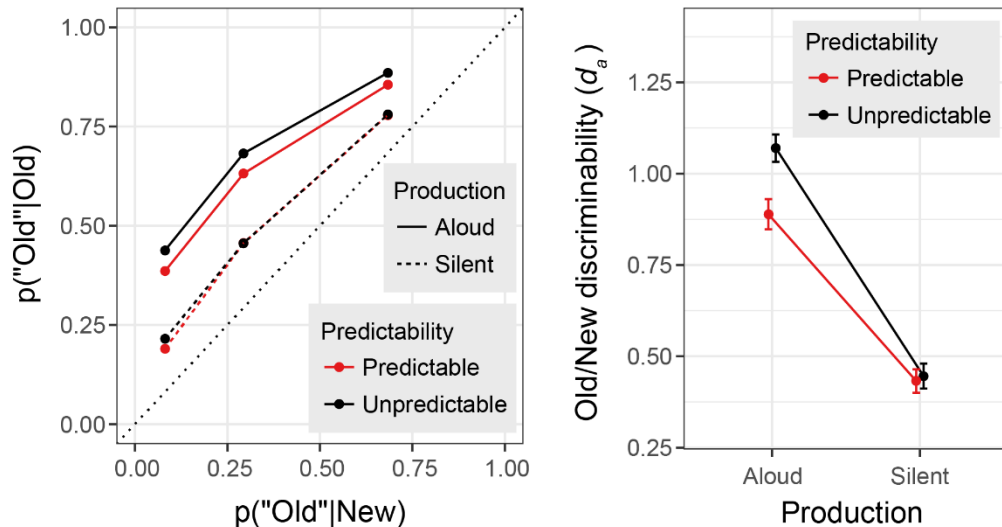 1.00
0.75
0.50
0.25
0.00
p("Old"|Old)
Production
Aloud
Silent
Predictability
Predictable
Unpredictable
0.00 0.25 0.50 0.75 1.00
p("Old"|New)
Old/New discriminability (dₐ)
1.25
1.00
0.75
0.50
0.25
Predictability
Predictable
Unpredictable
Aloud Silent
Production